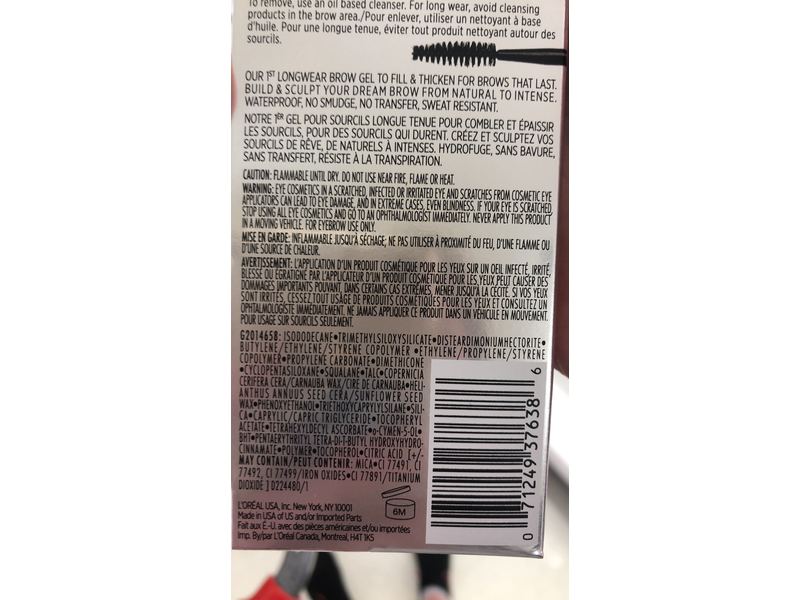 To remove, use an oil based cleanser. For long wear, avoid cleansing
products in the brow area./Pour enlever, utiliser un nettoyant à base
d'huile. Pour une longue tenue, éviter tout produit nettoyant autour des
sourcils.
OUR 1ST LONGWEAR BROW GEL TO FILL & THICKEN FOR BROWS THAT LAST.
BUILD & SCULPT YOUR DREAM BROW FROM NATURAL TO INTENSE.
WATERPROOF, NO SMUDGE, NO TRANSFER, SWEAT RESISTANT.
NOTRE 1ER GEL POUR SOURCILS LONGUE TENUE POUR COMBLER ET ÉPAISSIR
LES SOURCILS, POUR DES SOURCILS QUI DURENT. CRÉEZ ET SCULPTEZ VOS
SOURCILS DE RÊVE, DE NATURELS À INTENSES. HYDROFUGE, SANS BAVURE,
SANS TRANSFERT, RÉSISTE À LA TRANSPIRATION.
CAUTION: FLAMMABLE UNTIL DRY. DO NOT USE NEAR FIRE, FLAME OR HEAT.
WARNING: EYE COSMETICS IN A SCRATCHED, INFECTED OR IRRITATED EYE AND SCRATCHES FROM COSMETIC EYE
APPLICATORS CAN LEAD TO EYE DAMAGE, AND IN EXTREME CASES, EVEN BLINDNESS. IF YOUR EYE IS SCRATCHED,
STOP USING ALL EYE COSMETICS AND GO TO AN OPHTHALMOLOGIST IMMEDIATELY. NEVER APPLY THIS PRODUCT
IN A MOVING VEHICLE. FOR EYEBROW USE ONLY.
MISE EN GARDE: INFLAMMABLE JUSQU'À SÉCHAGE, NE PAS UTILISER À PROXIMITÉ DU FEU, D'UNE FLAMME OU
D'UNE SOURCE DE CHALEUR.
AVERTISSEMENT: L'APPLICATION D'UN PRODUIT COSMÉTIQUE POUR LES YEUX SUR UN OEIL INFECTÉ, IRRITÉ,
BLESSÉ OU ÉGRATIGNÉ PAR L'APPLICATEUR D'UN PRODUIT COSMÉTIQUE POUR LES YEUX PEUT CAUSER DES
DOMMAGES IMPORTANTS POUVANT, DANS CERTAINS CAS EXTRÊMES, MENER JUSQU'À LA CÉCITÉ. SI VOS YEUX
SONT IRRITÉS, CESSEZ TOUT USAGE DE PRODUITS COSMÉTIQUES POUR LES YEUX ET CONSULTEZ UN
OPHTALMOLOGISTE IMMÉDIATEMENT. NE JAMAIS APPLIQUER CE PRODUIT DANS UN VÉHICULE EN MOUVEMENT.
POUR USAGE SUR SOURCILS SEULEMENT.
G2014658: ISODODECANE•TRIMETHYLSILOXYSILICATE•DISTEARDIMONIUMHECTORITE•
BUTYLENE/ETHYLENE/STYRENE COPOLYMER •ETHYLENE/PROPYLENE/STYRENE
COPOLYMER•PROPYLENE CARBONATE•DIMETHICONE
•CYCLOPENTASILOXANE•SQUALANE•TALC•COPERNICIA
CERIFERA CERA/CARNAUBA WAX/CIRE DE CARNAUBA•HELI-
ANTHUS ANNUUS SEED CERA/SUNFLOWER SEED
WAX•PHENOXYETHANOL•TRIETHOXYCAPRYLYLSILANE•SILI-
CA•CAPRYLIC/CAPRIC TRIGLYCERIDE•TOCOPHERYL
ACETATE•TETRAHEXYLDECYL ASCORBATE•o-CYMEN-5-OL•
BHT•PENTAERYTHRITYL TETRA-DI-T-BUTYL HYDROXYHYDRO-
CINNAMATE•POLYMER•TOCOPHEROL•CITRIC ACID [+/-
MAY CONTAIN/PEUT CONTENIR: MICA•CI 77491, CI
77492, CI 77499/IRON OXIDES•CI 77891/TITANIUM
DIOXIDE] D224480/1
L'ORÉAL USA, Inc. New York, NY 10001
Made in USA of US and/or Imported Parts
Fait aux É.-U. avec des pièces américaines et/ou importées
Imp. By/par L'Oréal Canada, Montreal, H4T 1K5
6M
0 71249 37638 6